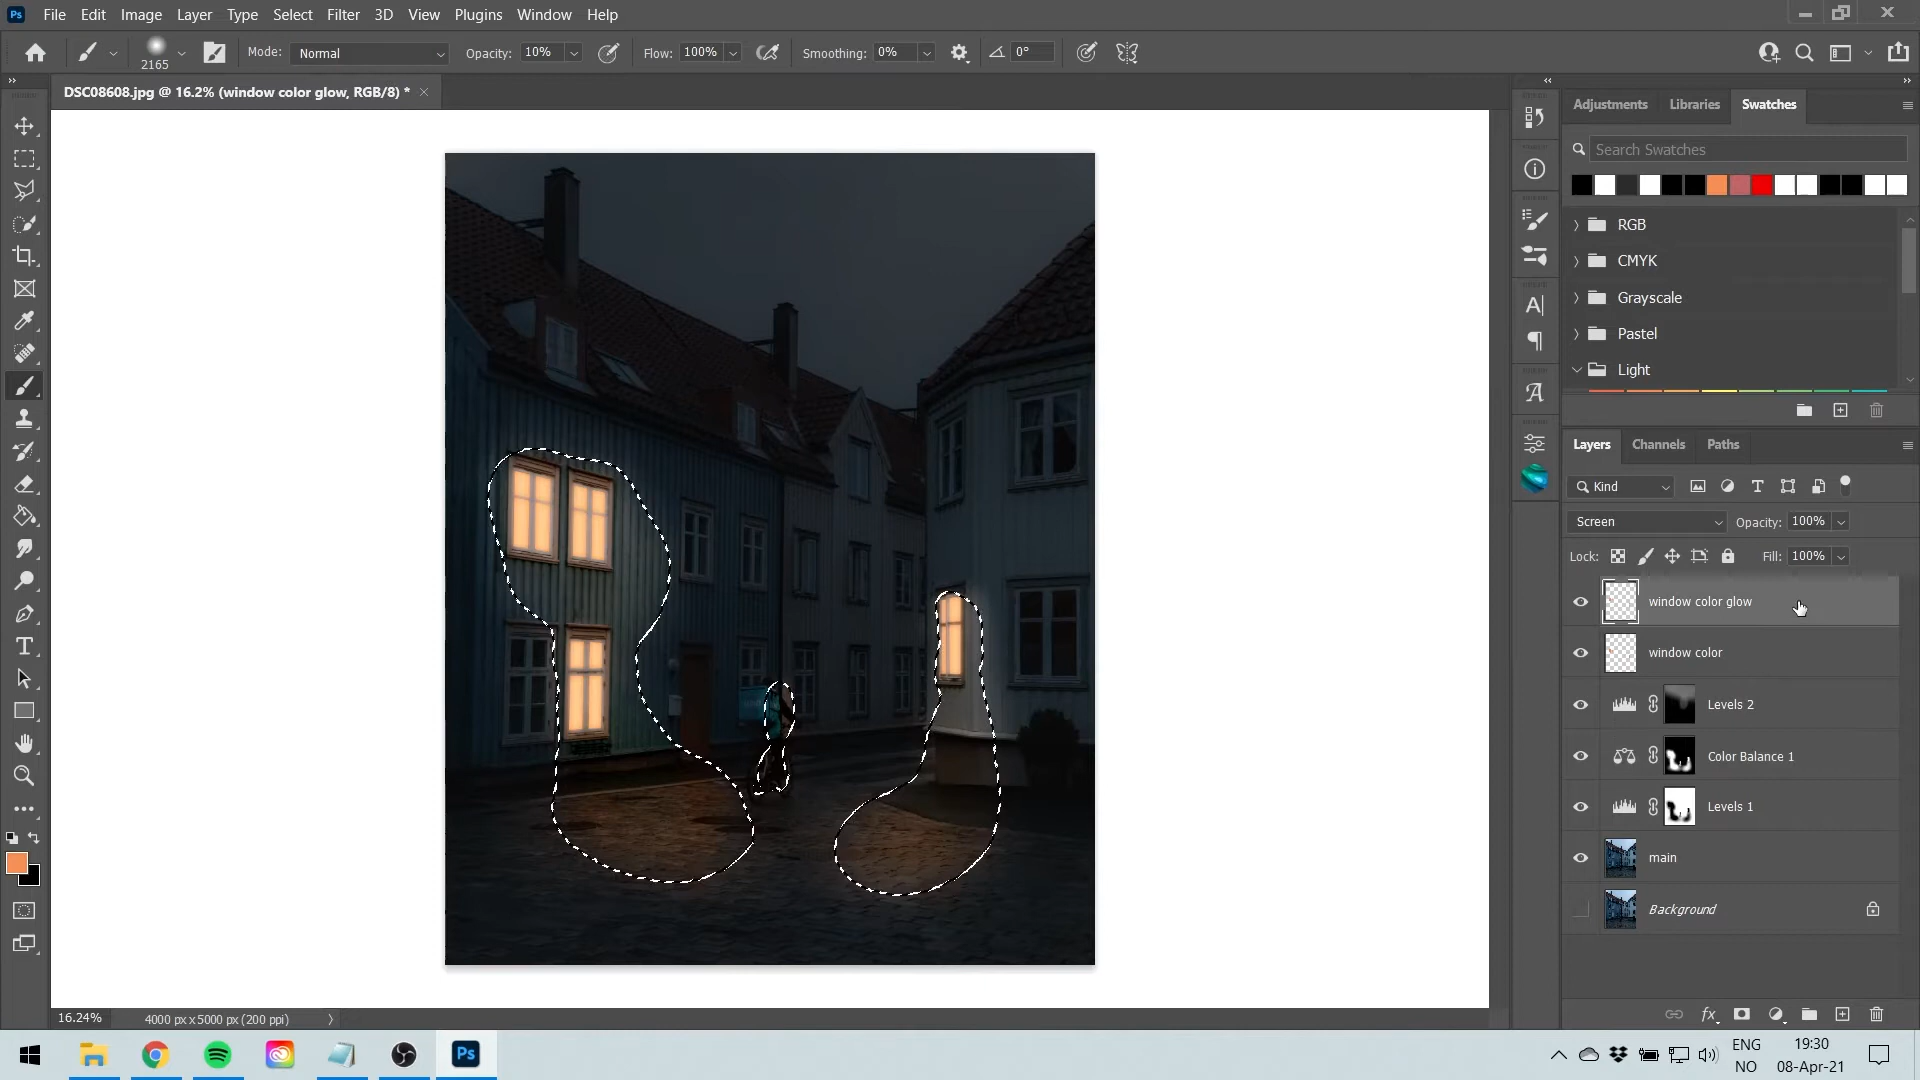 Ps File Edit Image Layer Type Select Filter 3D View Plugins Window Help
2165 Mode: Normal Opacity: 10% Flow: 100% Smoothing: 0% 0°
DSC08608.jpg @ 16.2% (window color glow, RGB/8) *
Adjustments Libraries Swatches
Search Swatches
RGB
CMYK
Grayscale
Pastel
Light
Layers Channels Paths
Kind
Screen Opacity: 100%
Lock: Fill: 100%
window color glow
window color
Levels 2
Color Balance 1
Levels 1
main
Background
16.24% 4000 px x 5000 px (200 ppi)
Ps ENG 19:30
NO 08-Apr-21